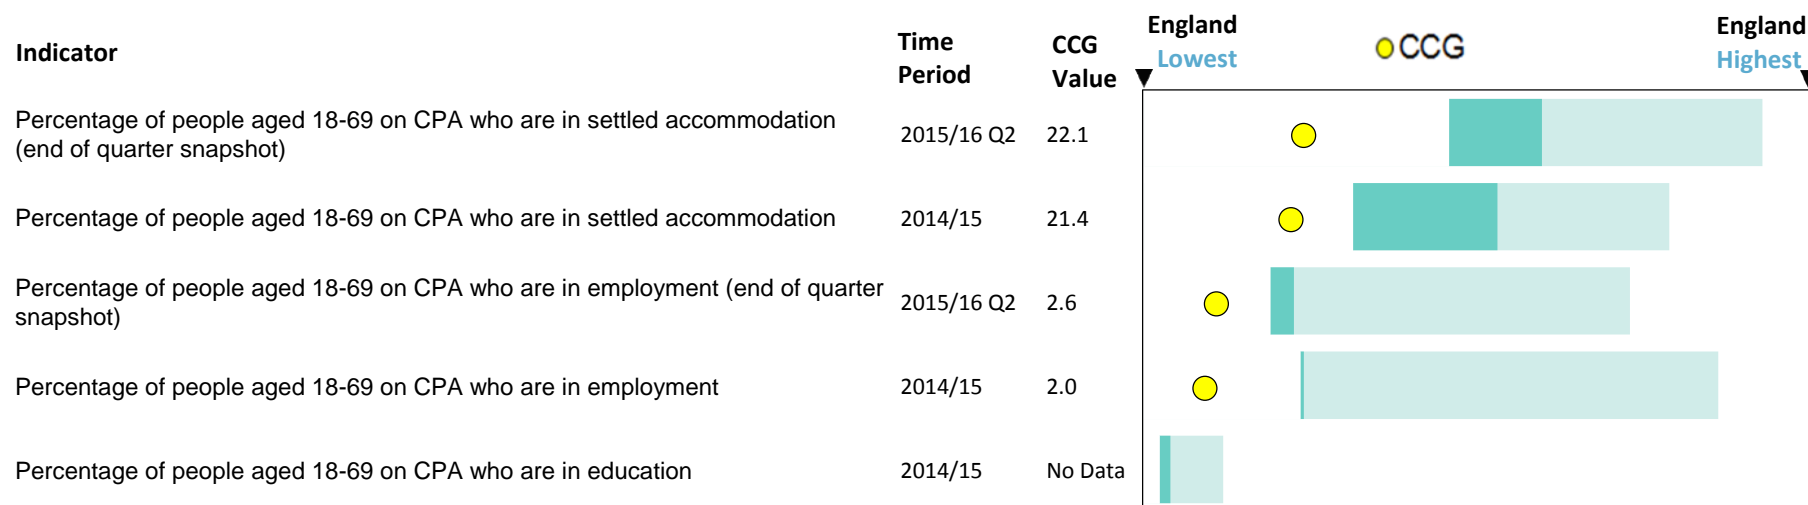 Indicator
Time
Period
CCG
Value
England
Lowest
CCG
England
Highest
Percentage of people aged 18-69 on CPA who are in settled accommodation
(end of quarter snapshot)
2015/16 Q2
22.1
Percentage of people aged 18-69 on CPA who are in settled accommodation
2014/15
21.4
Percentage of people aged 18-69 on CPA who are in employment (end of quarter
snapshot)
2015/16 Q2
2.6
Percentage of people aged 18-69 on CPA who are in employment
2014/15
2.0
Percentage of people aged 18-69 on CPA who are in education
2014/15
No Data